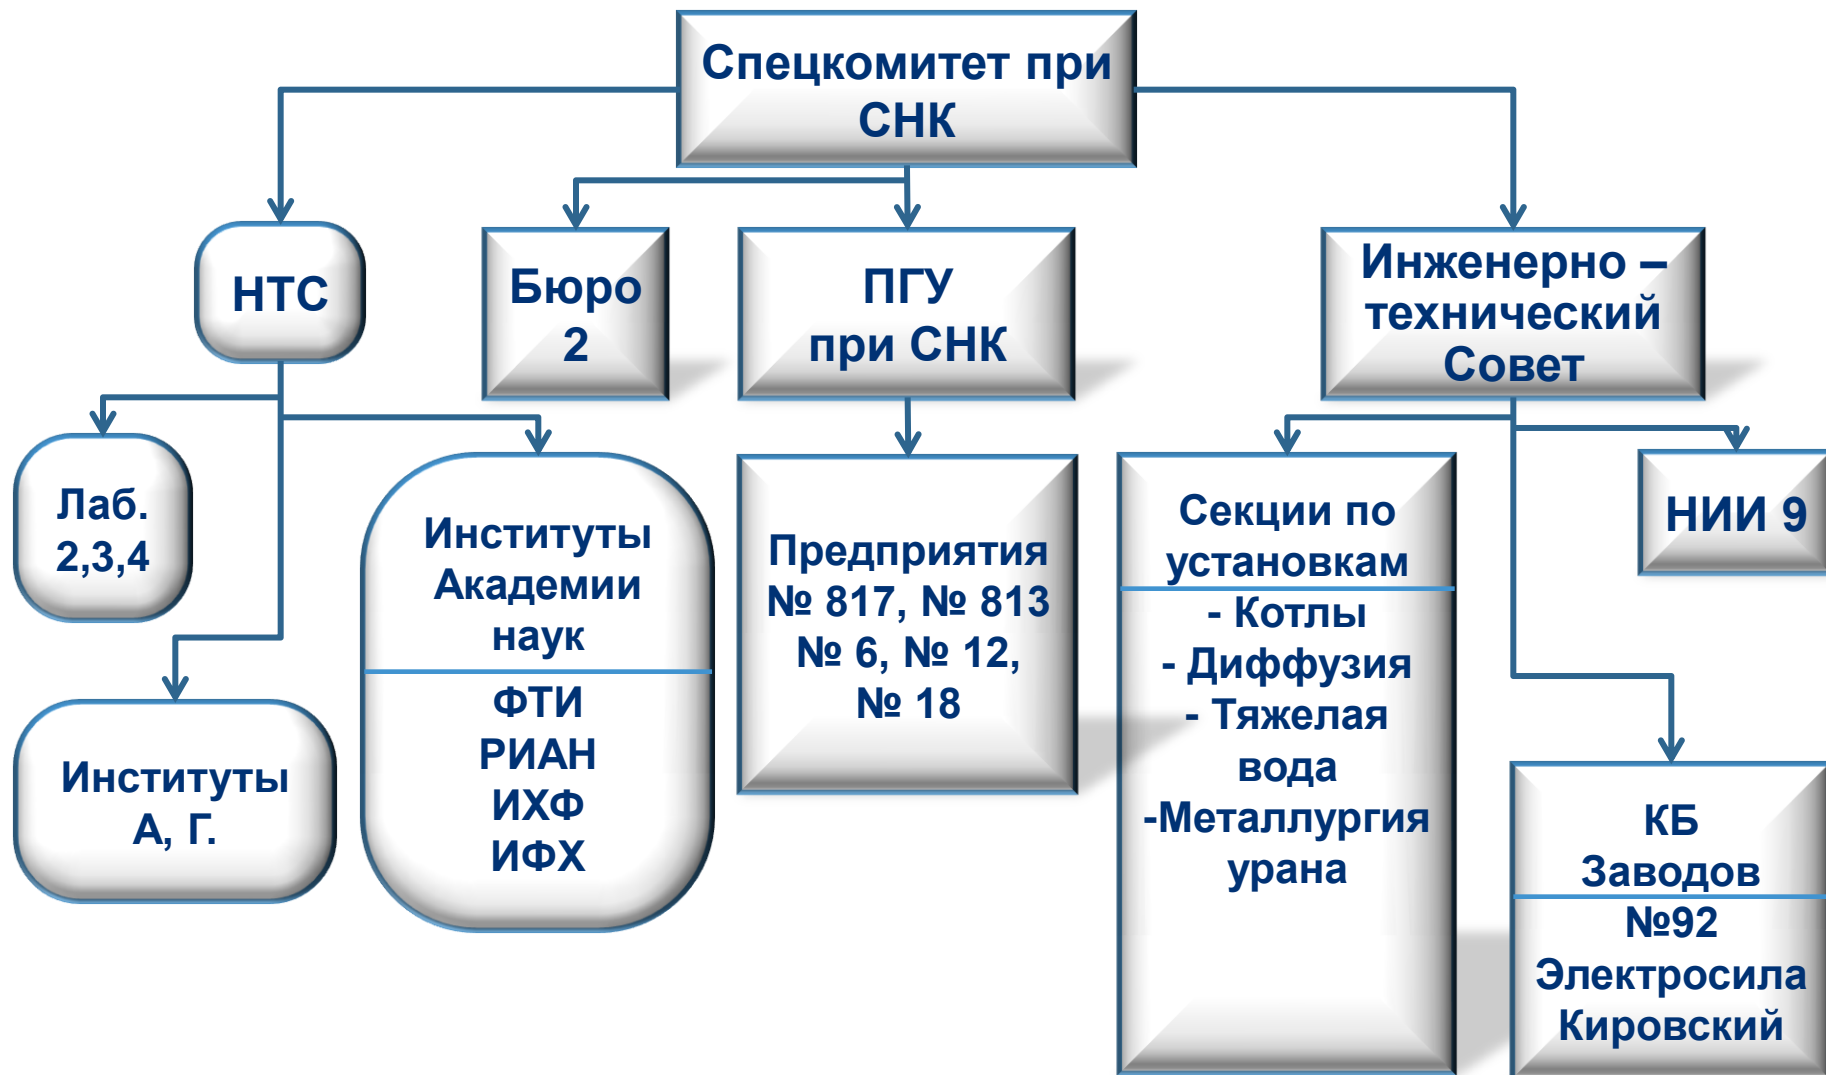 Спецкомитет при
СНК
НТС
Бюро
2
ПГУ
при СНК
Инженерно –
технический
Совет
Лаб.
2,3,4
Институты
А, Г.
Институты
Академии
наук
ФТИ
РИАН
ИХФ
ИФХ
Предприятия
№ 817, № 813
№ 6, № 12,
№ 18
Секции по
установкам
- Котлы
- Диффузия
- Тяжелая
вода
-Металлургия
урана
НИИ 9
КБ
Заводов
№92
Электросила
Кировский